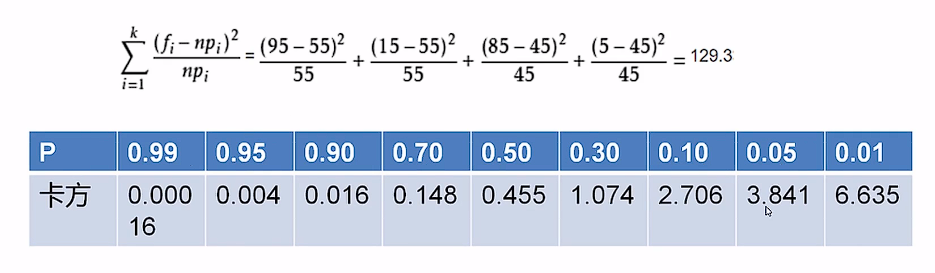 \sum_{i=1}^{k} \frac{(f_i - np_i)^2}{np_i} = \frac{(95-55)^2}{55} + \frac{(15-55)^2}{55} + \frac{(85-45)^2}{45} + \frac{(5-45)^2}{45} = 129.3
P 0.99 0.95 0.90 0.70 0.50 0.30 0.10 0.05 0.01
卡方 0.000 0.004 0.016 0.148 0.455 1.074 2.706 3.841 6.635
16